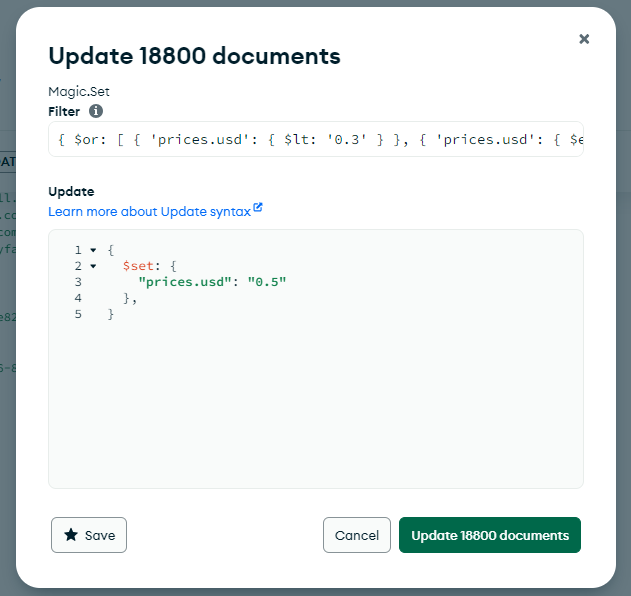 Update 18800 documents
Magic.Set
Filter
{ $or: [ { 'prices.usd': { $lt: '0.3' } }, { 'prices.usd': { $e
Update
Learn more about Update syntax
1 {
2 $set: {
3 "prices.usd": "0.5"
4 },
5 }
Save Cancel Update 18800 documents